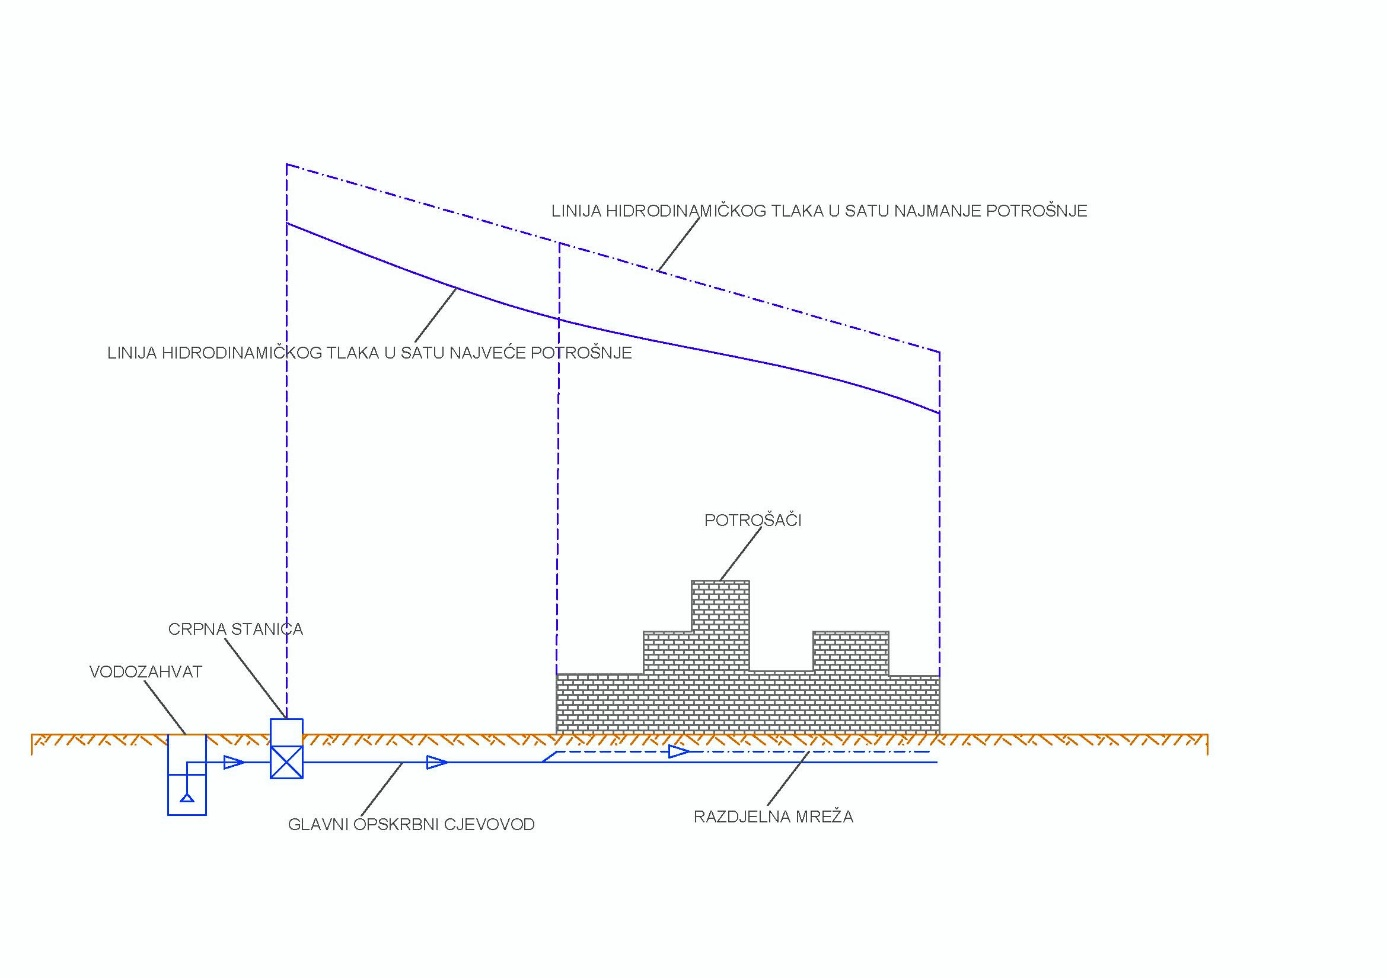 LINIJA HIDRODINAMIČKOG TLAKA U SATU NAJMANJE POTROŠNJE
LINIJA HIDRODINAMIČKOG TLAKA U SATU NAJVEĆE POTROŠNJE
POTROŠAČI
CRPNA STANICA
VODOZAHVAT
RAZDJELNA MREŽA
GLAVNI OPSKRBNI CJEVOVOD